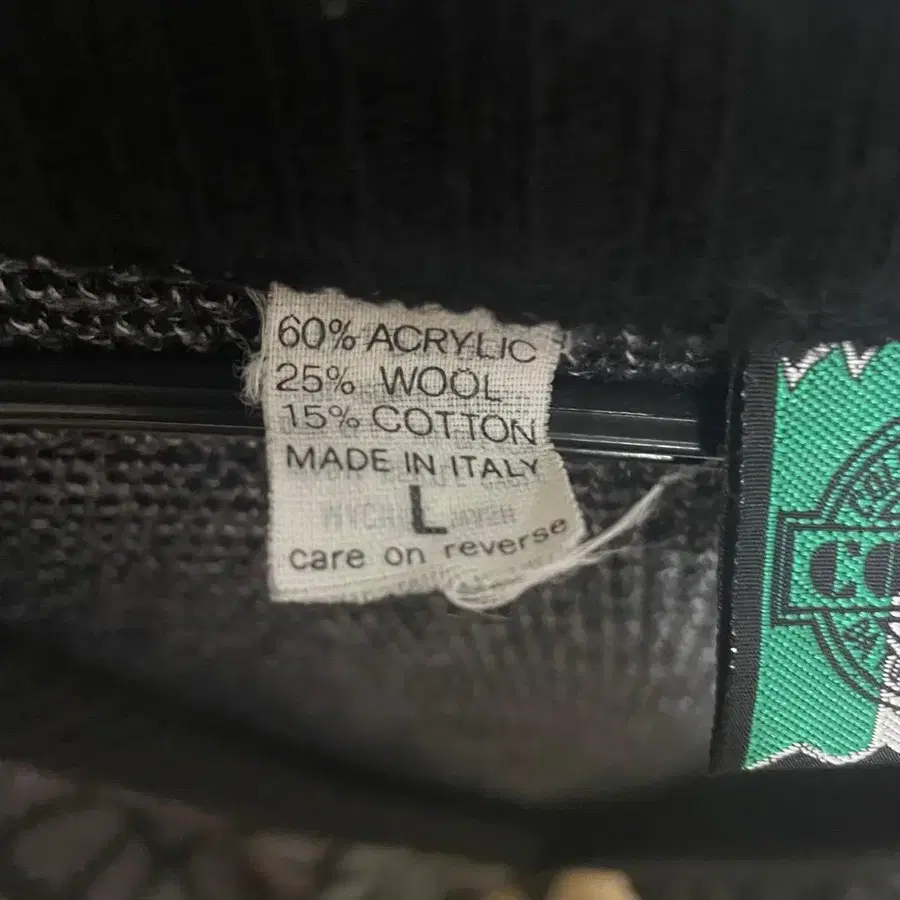 60% ACRYLIC
25% WOOL
15% COTTON
MADE IN ITALY
L
care on reverse